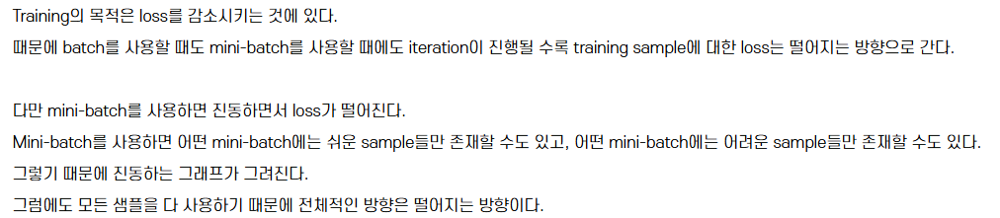 Training의 목적은 loss를 감소시키는 것에 있다.
때문에 batch를 사용할 때도 mini-batch를 사용할 때에도 iteration이 진행될 수록 training sample에 대한 loss는 떨어지는 방향으로 간다.
다만 mini-batch를 사용하면 진동하면서 loss가 떨어진다.
Mini-batch를 사용하면 어떤 mini-batch에는 쉬운 sample들만 존재할 수도 있고, 어떤 mini-batch에는 어려운 sample들만 존재할 수도 있다.
그렇기 때문에 진동하는 그래프가 그려진다.
그럼에도 모든 샘플을 다 사용하기 때문에 전체적인 방향은 떨어지는 방향이다.